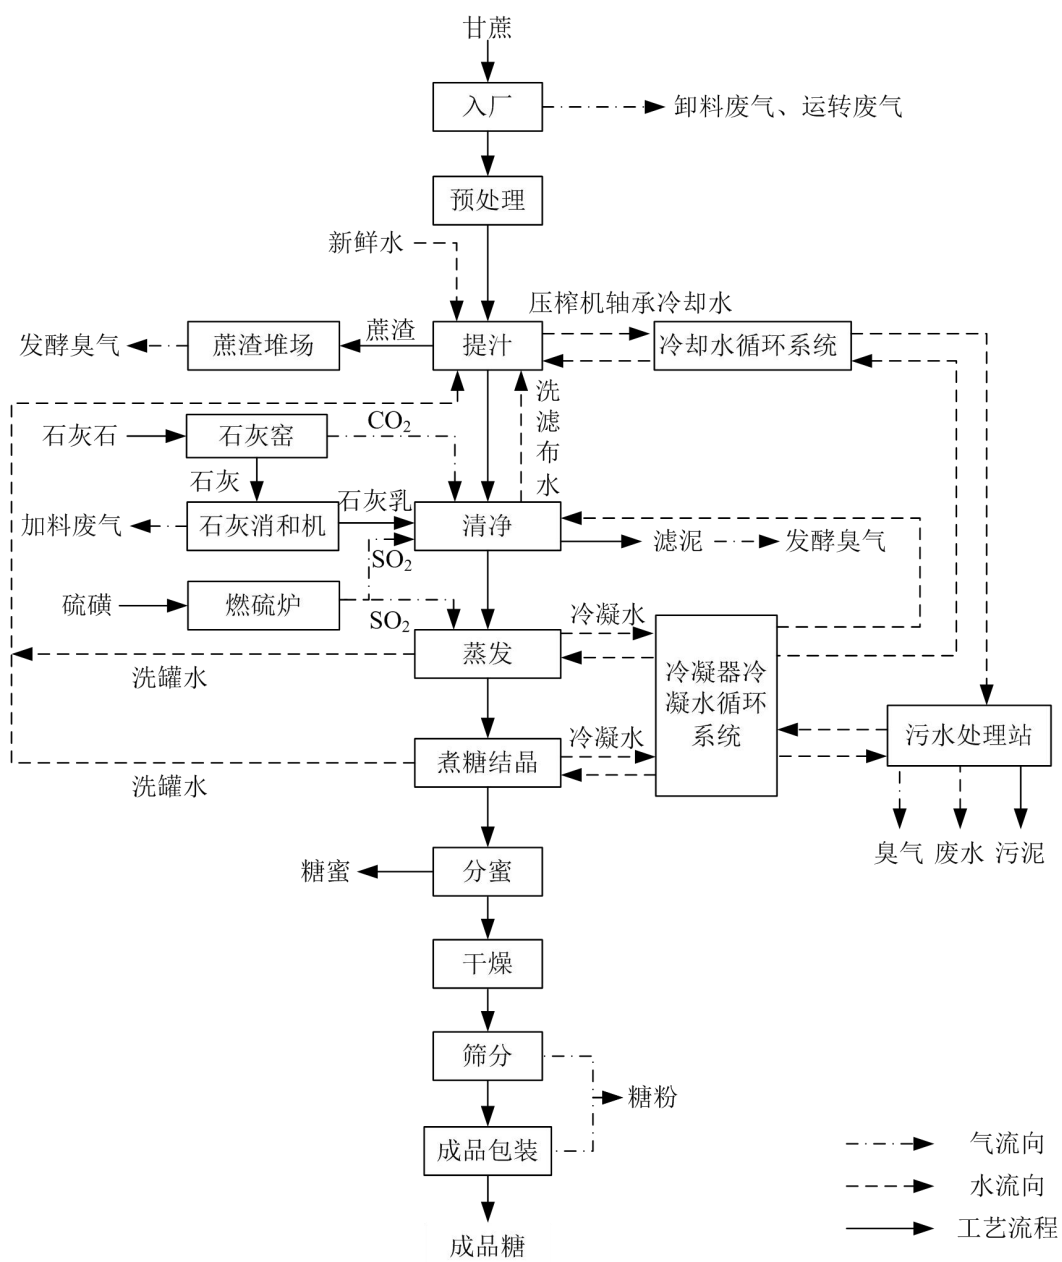 甘蔗
入厂
卸料废气、运转废气
预处理
新鲜水
压榨机轴承冷却水
发酵臭气
蔗渣堆场
蔗渣
提汁
冷却水循环系统
洗
滤
布
水
CO₂
石灰石
石灰窑
石灰
石灰乳
加料废气
石灰消和机
清净
滤泥
发酵臭气
SO₂
硫磺
燃硫炉
SO₂
冷凝水
蒸发
洗罐水
冷凝器冷
凝水循环
系统
污水处理站
冷凝水
煮糖结晶
洗罐水
臭气
废水
污泥
糖蜜
分蜜
干燥
筛分
糖粉
成品包装
成品糖
气流向
水流向
工艺流程